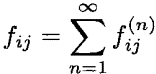 f_{ij} = \sum_{n=1}^{\infty} f_{ij}^{(n)}